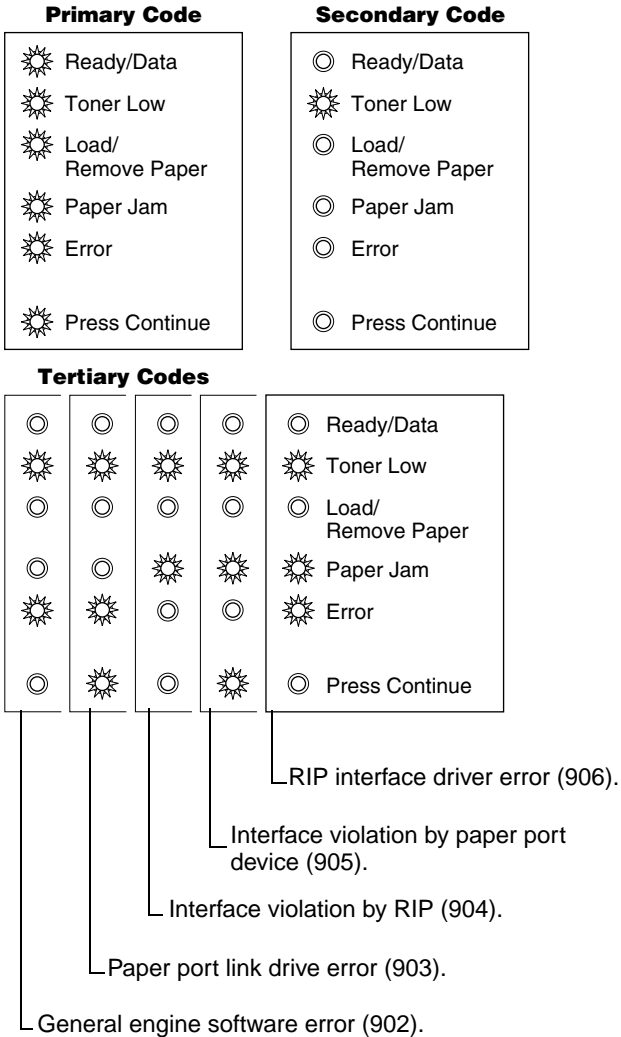 Primary Code
Secondary Code
Ready/Data
Toner Low
Load/
Remove Paper
Paper Jam
Error
Press Continue
Ready/Data
Toner Low
Load/
Remove Paper
Paper Jam
Error
Press Continue
Tertiary Codes
Ready/Data
Toner Low
Load/
Remove Paper
Paper Jam
Error
Press Continue
RIP interface driver error (906).
Interface violation by paper port
device (905).
Interface violation by RIP (904).
Paper port link drive error (903).
General engine software error (902).